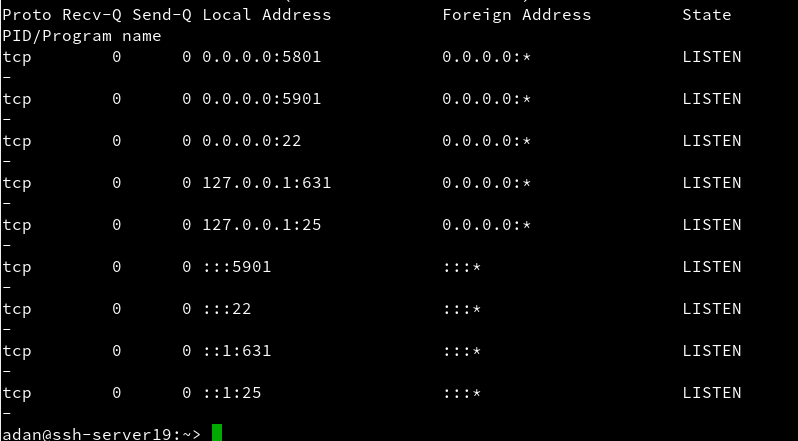 Proto Recv-Q Send-Q Local Address           Foreign Address         State
PID/Program name
tcp        0      0 0.0.0.0:5801            0.0.0.0:*               LISTEN
-
tcp        0      0 0.0.0.0:5901            0.0.0.0:*               LISTEN
-
tcp        0      0 0.0.0.0:22              0.0.0.0:*               LISTEN
-
tcp        0      0 127.0.0.1:631           0.0.0.0:*               LISTEN
-
tcp        0      0 127.0.0.1:25            0.0.0.0:*               LISTEN
-
tcp        0      0 :::5901                 :::*                    LISTEN
-
tcp        0      0 :::22                   :::*                    LISTEN
-
tcp        0      0 ::1:631                 :::*                    LISTEN
-
tcp        0      0 ::1:25                  :::*                    LISTEN
-
adan@ssh-server19:~>